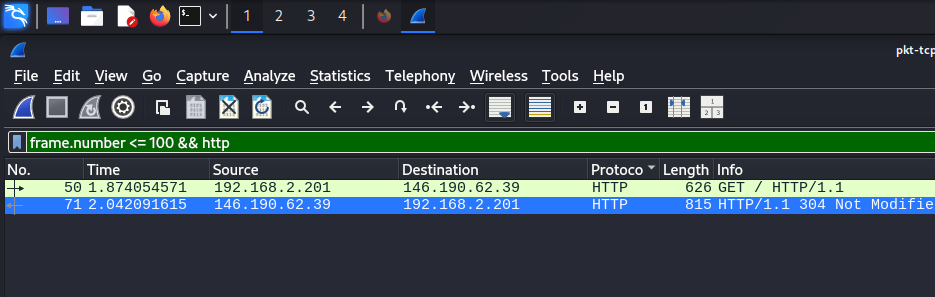 1 2 3 4
pkt-tcp
File Edit View Go Capture Analyze Statistics Telephony Wireless Tools Help
frame.number <= 100 && http
No. Time Source Destination Protoco Length Info
50 1.874054571 192.168.2.201 146.190.62.39 HTTP 626 GET / HTTP/1.1
71 2.042091615 146.190.62.39 192.168.2.201 HTTP 815 HTTP/1.1 304 Not Modifie